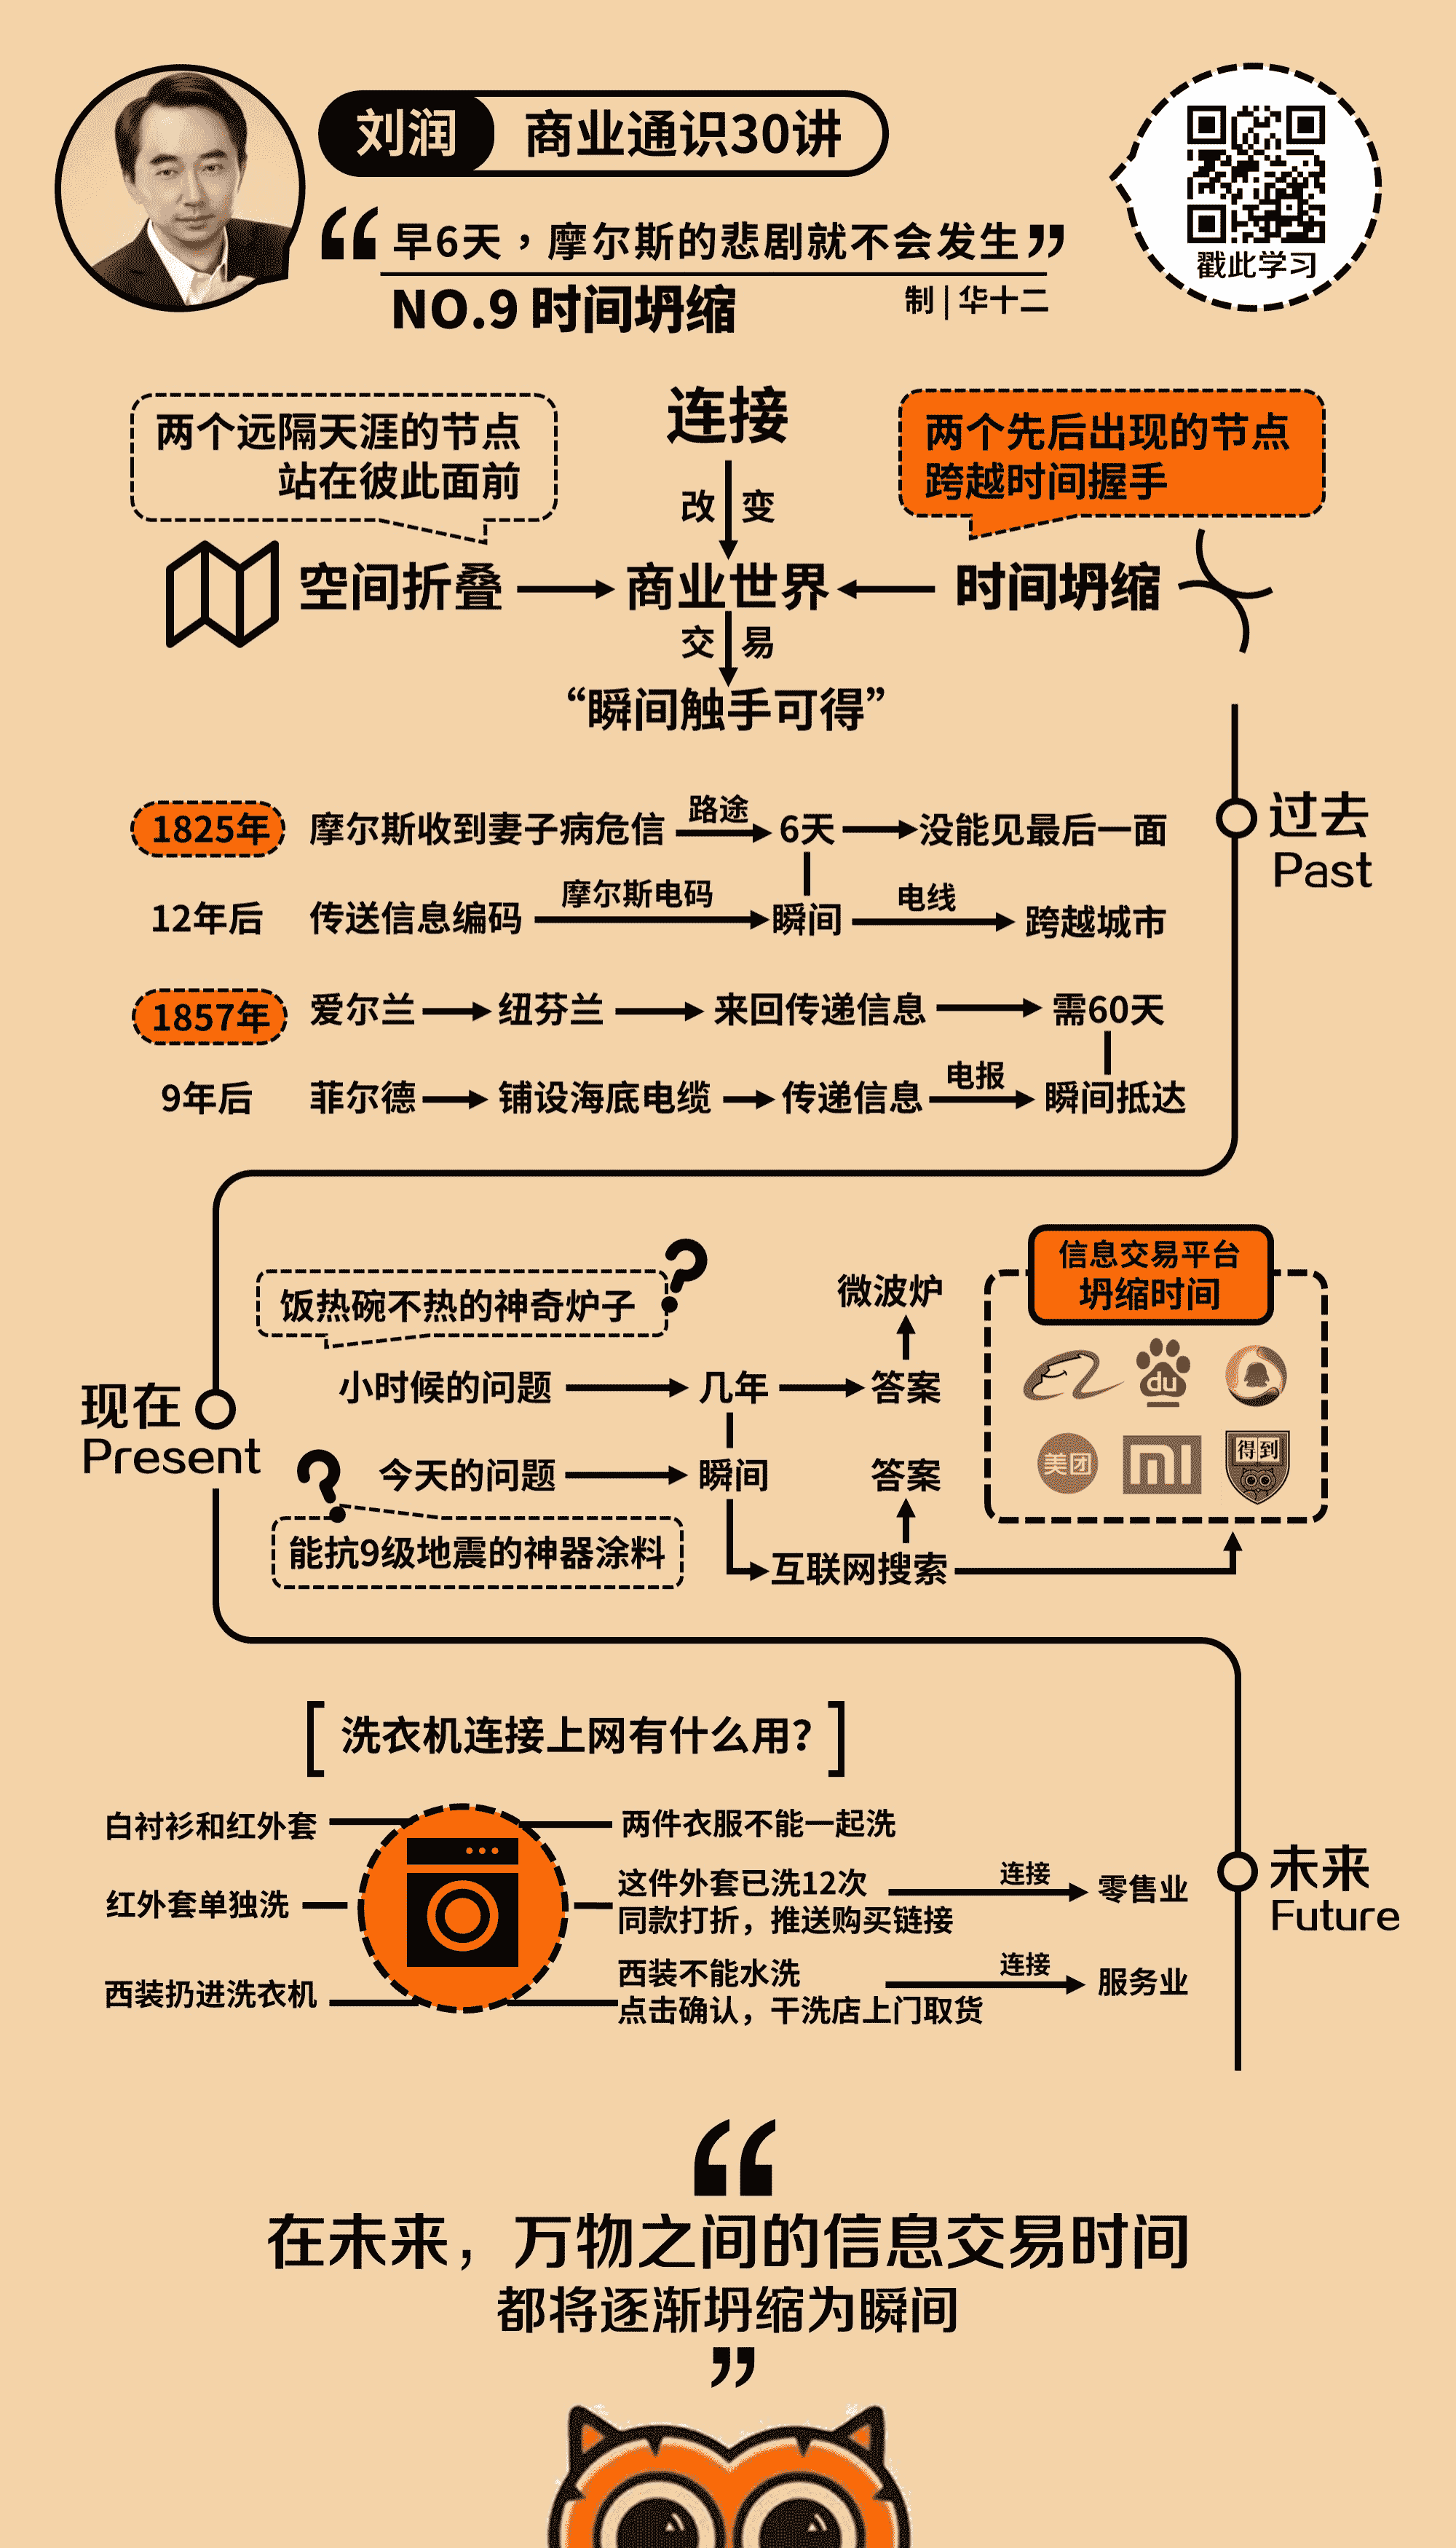 刘润 商业通识30讲
“早6天，摩尔斯的悲剧就不会发生”
NO.9 时间坍缩
制|华十二
戳此学习
两个远隔天涯的节点
站在彼此面前
连接
两个先后出现的节点
跨越时间握手
改 变
空间折叠 商业世界 时间坍缩
交 易
“瞬间触手可得”
过去
Past
1825年 摩尔斯收到妻子病危信 路途 6天 没能见最后一面
12年后 传送信息编码 摩尔斯电码 瞬间 电线 跨越城市
1857年 爱尔兰 纽芬兰 来回传递信息 需60天
9年后 菲尔德 铺设海底电缆 传递信息 电报 瞬间抵达
现在
Present
饭热碗不热的神奇炉子
?
微波炉
小时候的问题 几年 答案
?
今天的问题 瞬间 答案
能抗9级地震的神器涂料
互联网搜索
信息交易平台
坍缩时间
du
美团
得到
[洗衣机连接上网有什么用?]
未来
Future
白衬衫和红外套 两件衣服不能一起洗
红外套单独洗
这件外套已洗12次
同款打折，推送购买链接
连接
零售业
西装扔进洗衣机
西装不能水洗
点击确认，干洗店上门取货
连接
服务业
“
在未来，万物之间的信息交易时间
都将逐渐坍缩为瞬间
”